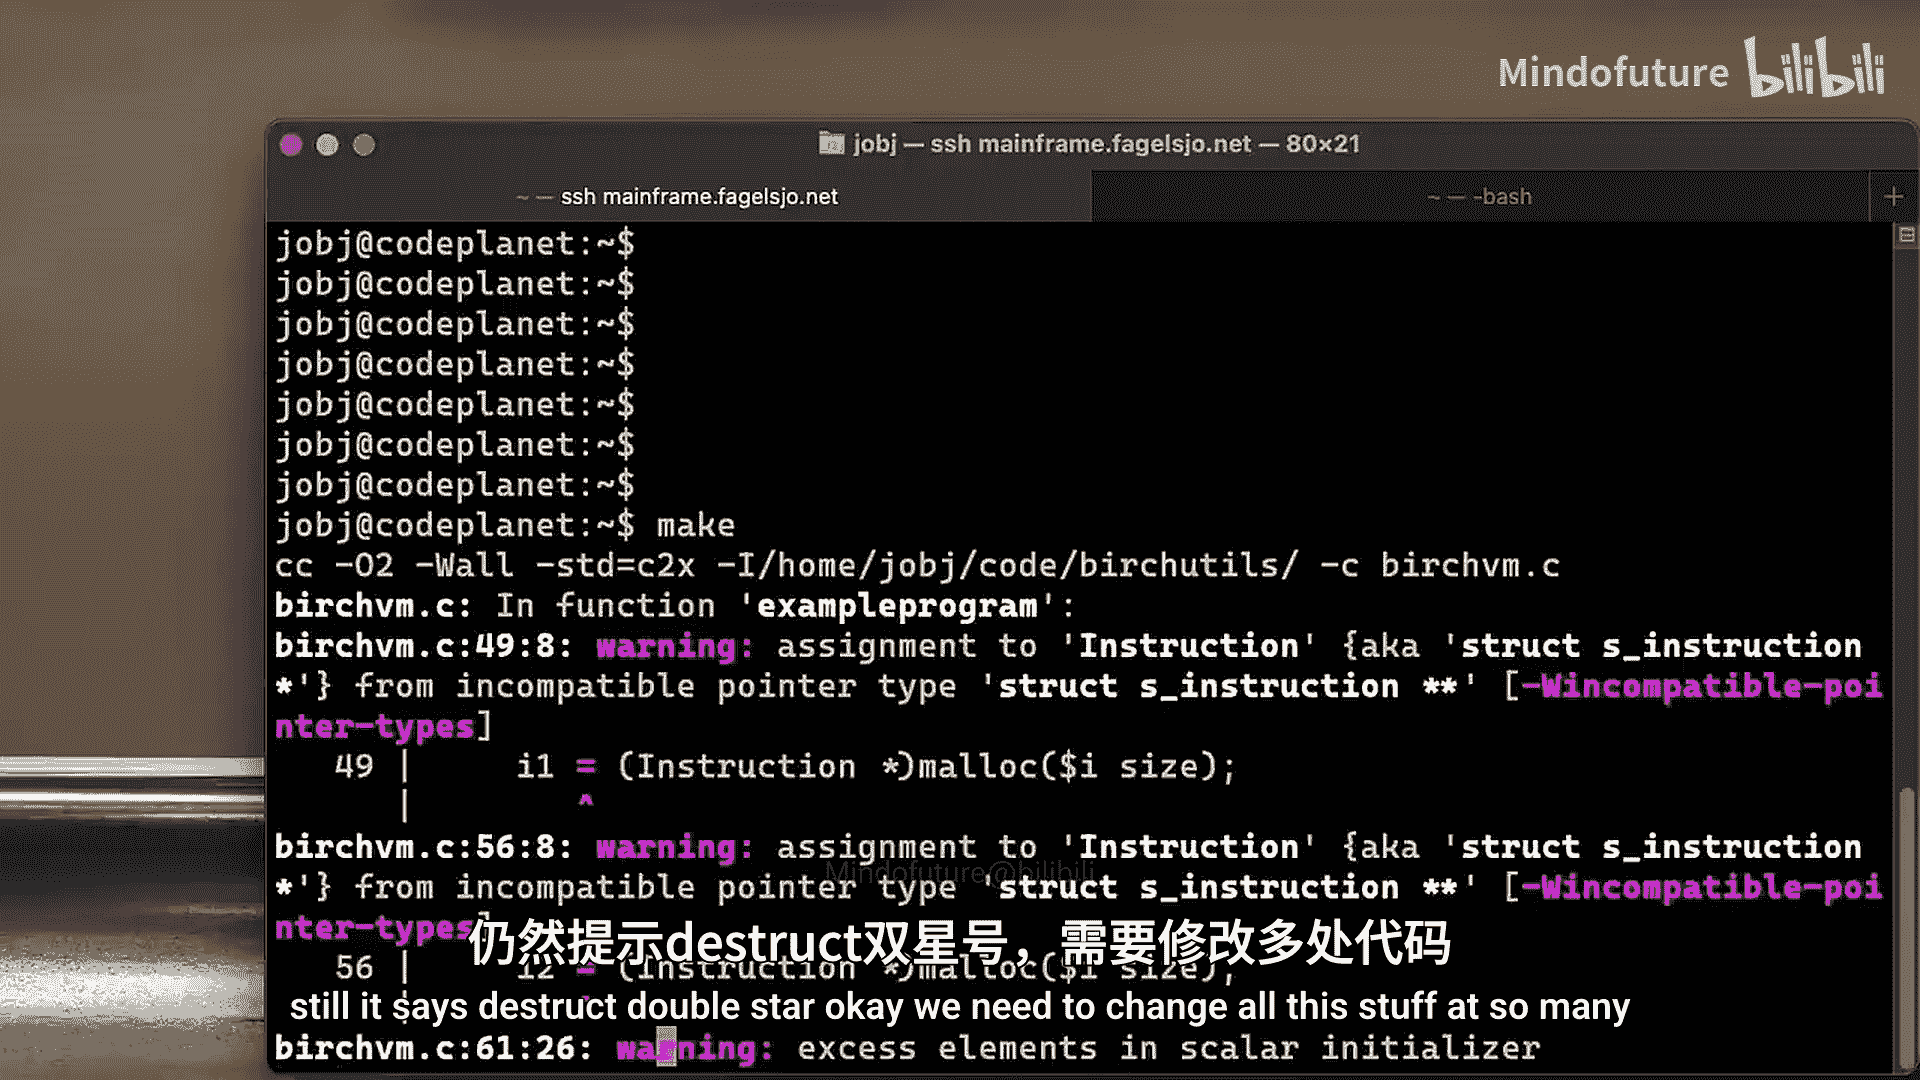 Mindofuture bilibili
jobj — ssh mainframe.fagelsjo.net — 80×21
~ — ssh mainframe.fagelsjo.net
~ — -bash
+
jobj@codeplanet:~$
jobj@codeplanet:~$
jobj@codeplanet:~$
jobj@codeplanet:~$
jobj@codeplanet:~$
jobj@codeplanet:~$
jobj@codeplanet:~$
jobj@codeplanet:~$ make
cc -O2 -Wall -std=c2x -I/home/jobj/code/birchutils/ -c birchvm.c
birchvm.c: In function 'exampleprogram':
birchvm.c:49:8: warning: assignment to 'Instruction' {aka 'struct s_instruction
*'} from incompatible pointer type 'struct s_instruction **' [-Wincompatible-poi
nter-types]
49 | i1 = (Instruction *)malloc($i size);
| ^
birchvm.c:56:8: warning: assignment to 'Instruction' {aka 'struct s_instruction
Mindofuture@bilibili
*'} from incompatible pointer type 'struct s_instruction **' [-Wincompatible-poi
nter-types]
仍然提示destruct双星号，需要修改多处代码
56 | i2 = (Instruction *)malloc($i size);
still it says destruct double star okay we need to change all this stuff at so many
birchvm.c:61:26: warning: excess elements in scalar initializer